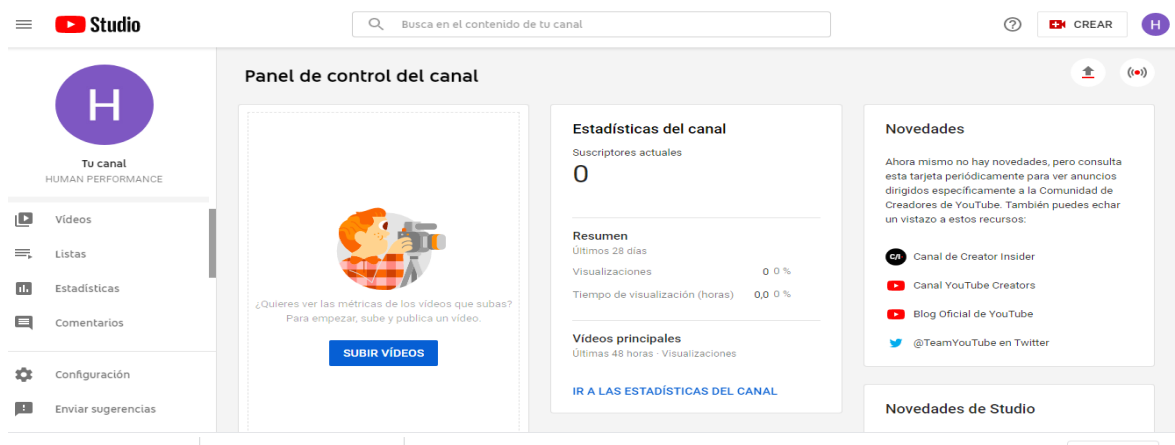 Studio
Busca en el contenido de tu canal
CREAR
H
H
Tu canal
HUMAN PERFORMANCE
Vídeos
Listas
Estadísticas
Comentarios
Configuración
Enviar sugerencias
Panel de control del canal
¿Quieres ver las métricas de los vídeos que subas?
Para empezar, sube y publica un vídeo.
SUBIR VÍDEOS
Estadísticas del canal
Suscriptores actuales
0
Resumen
Últimos 28 días
Visualizaciones 0 0 %
Tiempo de visualización (horas) 0,0 0 %
Vídeos principales
Últimas 48 horas · Visualizaciones
IR A LAS ESTADÍSTICAS DEL CANAL
Novedades
Ahora mismo no hay novedades, pero consulta
esta tarjeta periódicamente para ver anuncios
dirigidos específicamente a la Comunidad de
Creadores de YouTube. También puedes echar
un vistazo a estos recursos:
C/I Canal de Creator Insider
Canal YouTube Creators
Blog Oficial de YouTube
@TeamYouTube en Twitter
Novedades de Studio